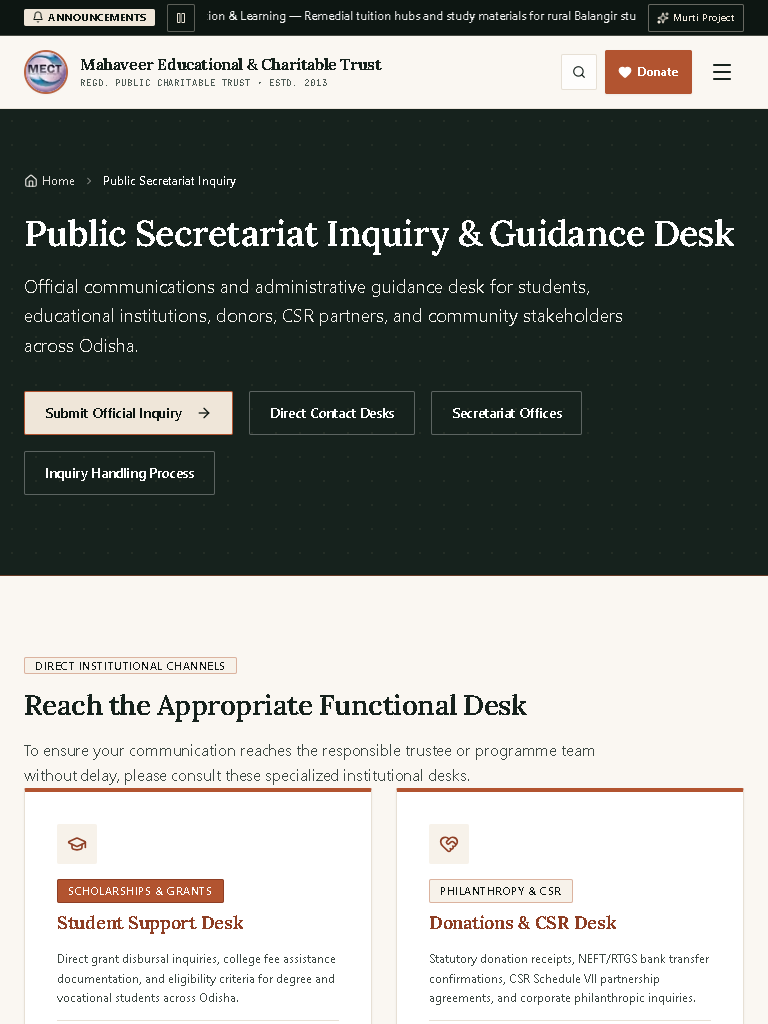 ANNOUNCEMENTS
ion & Learning — Remedial tuition hubs and study materials for rural Balangir stu
Murti Project
MECT
Mahaveer Educational & Charitable Trust
REGD. PUBLIC CHARITABLE TRUST • ESTD. 2013
Donate
Home
Public Secretariat Inquiry
Public Secretariat Inquiry & Guidance Desk
Official communications and administrative guidance desk for students,
educational institutions, donors, CSR partners, and community stakeholders
across Odisha.
Submit Official Inquiry
Direct Contact Desks
Secretariat Offices
Inquiry Handling Process
DIRECT INSTITUTIONAL CHANNELS
Reach the Appropriate Functional Desk
To ensure your communication reaches the responsible trustee or programme team
without delay, please consult these specialized institutional desks.
SCHOLARSHIPS & GRANTS
Student Support Desk
Direct grant disbursal inquiries, college fee assistance
documentation, and eligibility criteria for degree and
vocational students across Odisha.
PHILANTHROPY & CSR
Donations & CSR Desk
Statutory donation receipts, NEFT/RTGS bank transfer
confirmations, CSR Schedule VII partnership
agreements, and corporate philanthropic inquiries.